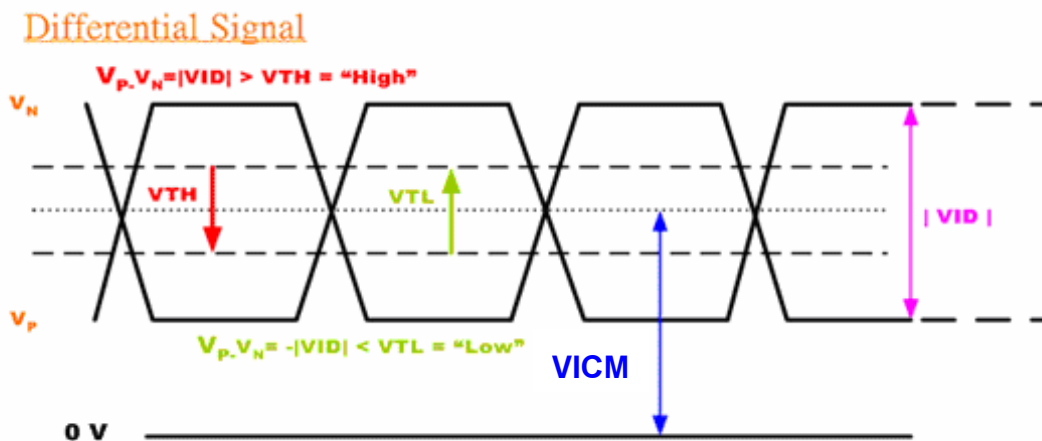 Differential Signal
VP-VN=|VID| > VTH = “High”
VN
VTH
VTL
| VID |
VP
VP-VN= -|VID| < VTL = “Low”
VICM
0 V